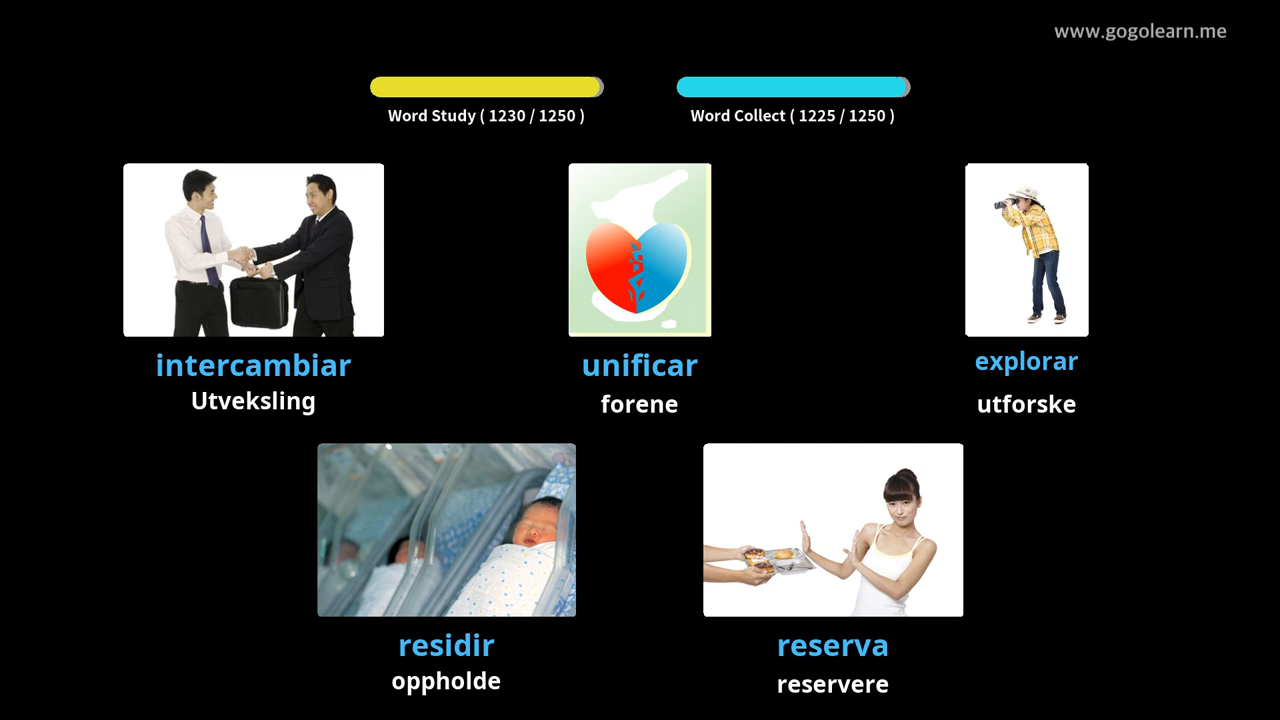 www.gogolearn.me
Word Study ( 1230 / 1250 )
Word Collect ( 1225 / 1250 )
intercambiar
Utveksling
unificar
forene
explorar
utforske
residir
oppholde
reserva
reservere